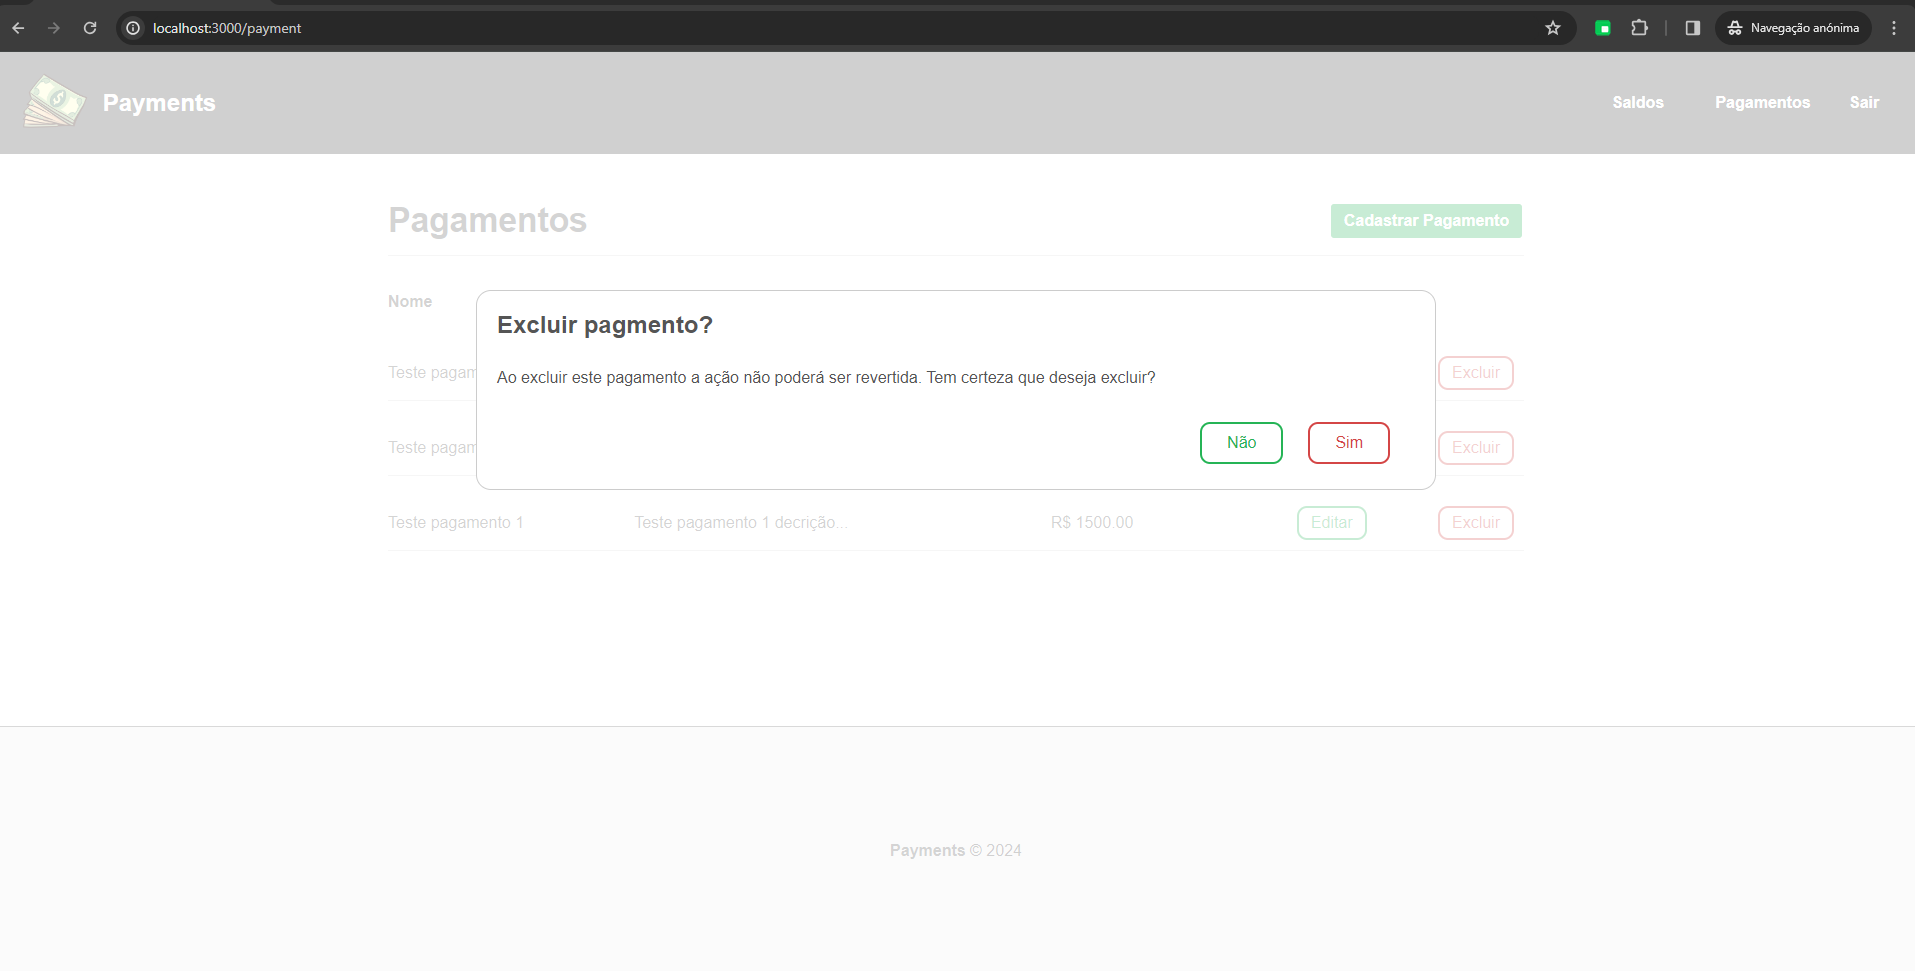 localhost:3000/payment
Navegação anónima
Payments
Saldos
Pagamentos
Sair
Pagamentos
Cadastrar Pagamento
Nome
Excluir pagmento?
Ao excluir este pagamento a ação não poderá ser revertida. Tem certeza que deseja excluir?
Não
Sim
Teste pagam
Excluir
Teste pagam
Excluir
Teste pagamento 1
Teste pagamento 1 decrição...
R$ 1500.00
Editar
Excluir
Payments © 2024